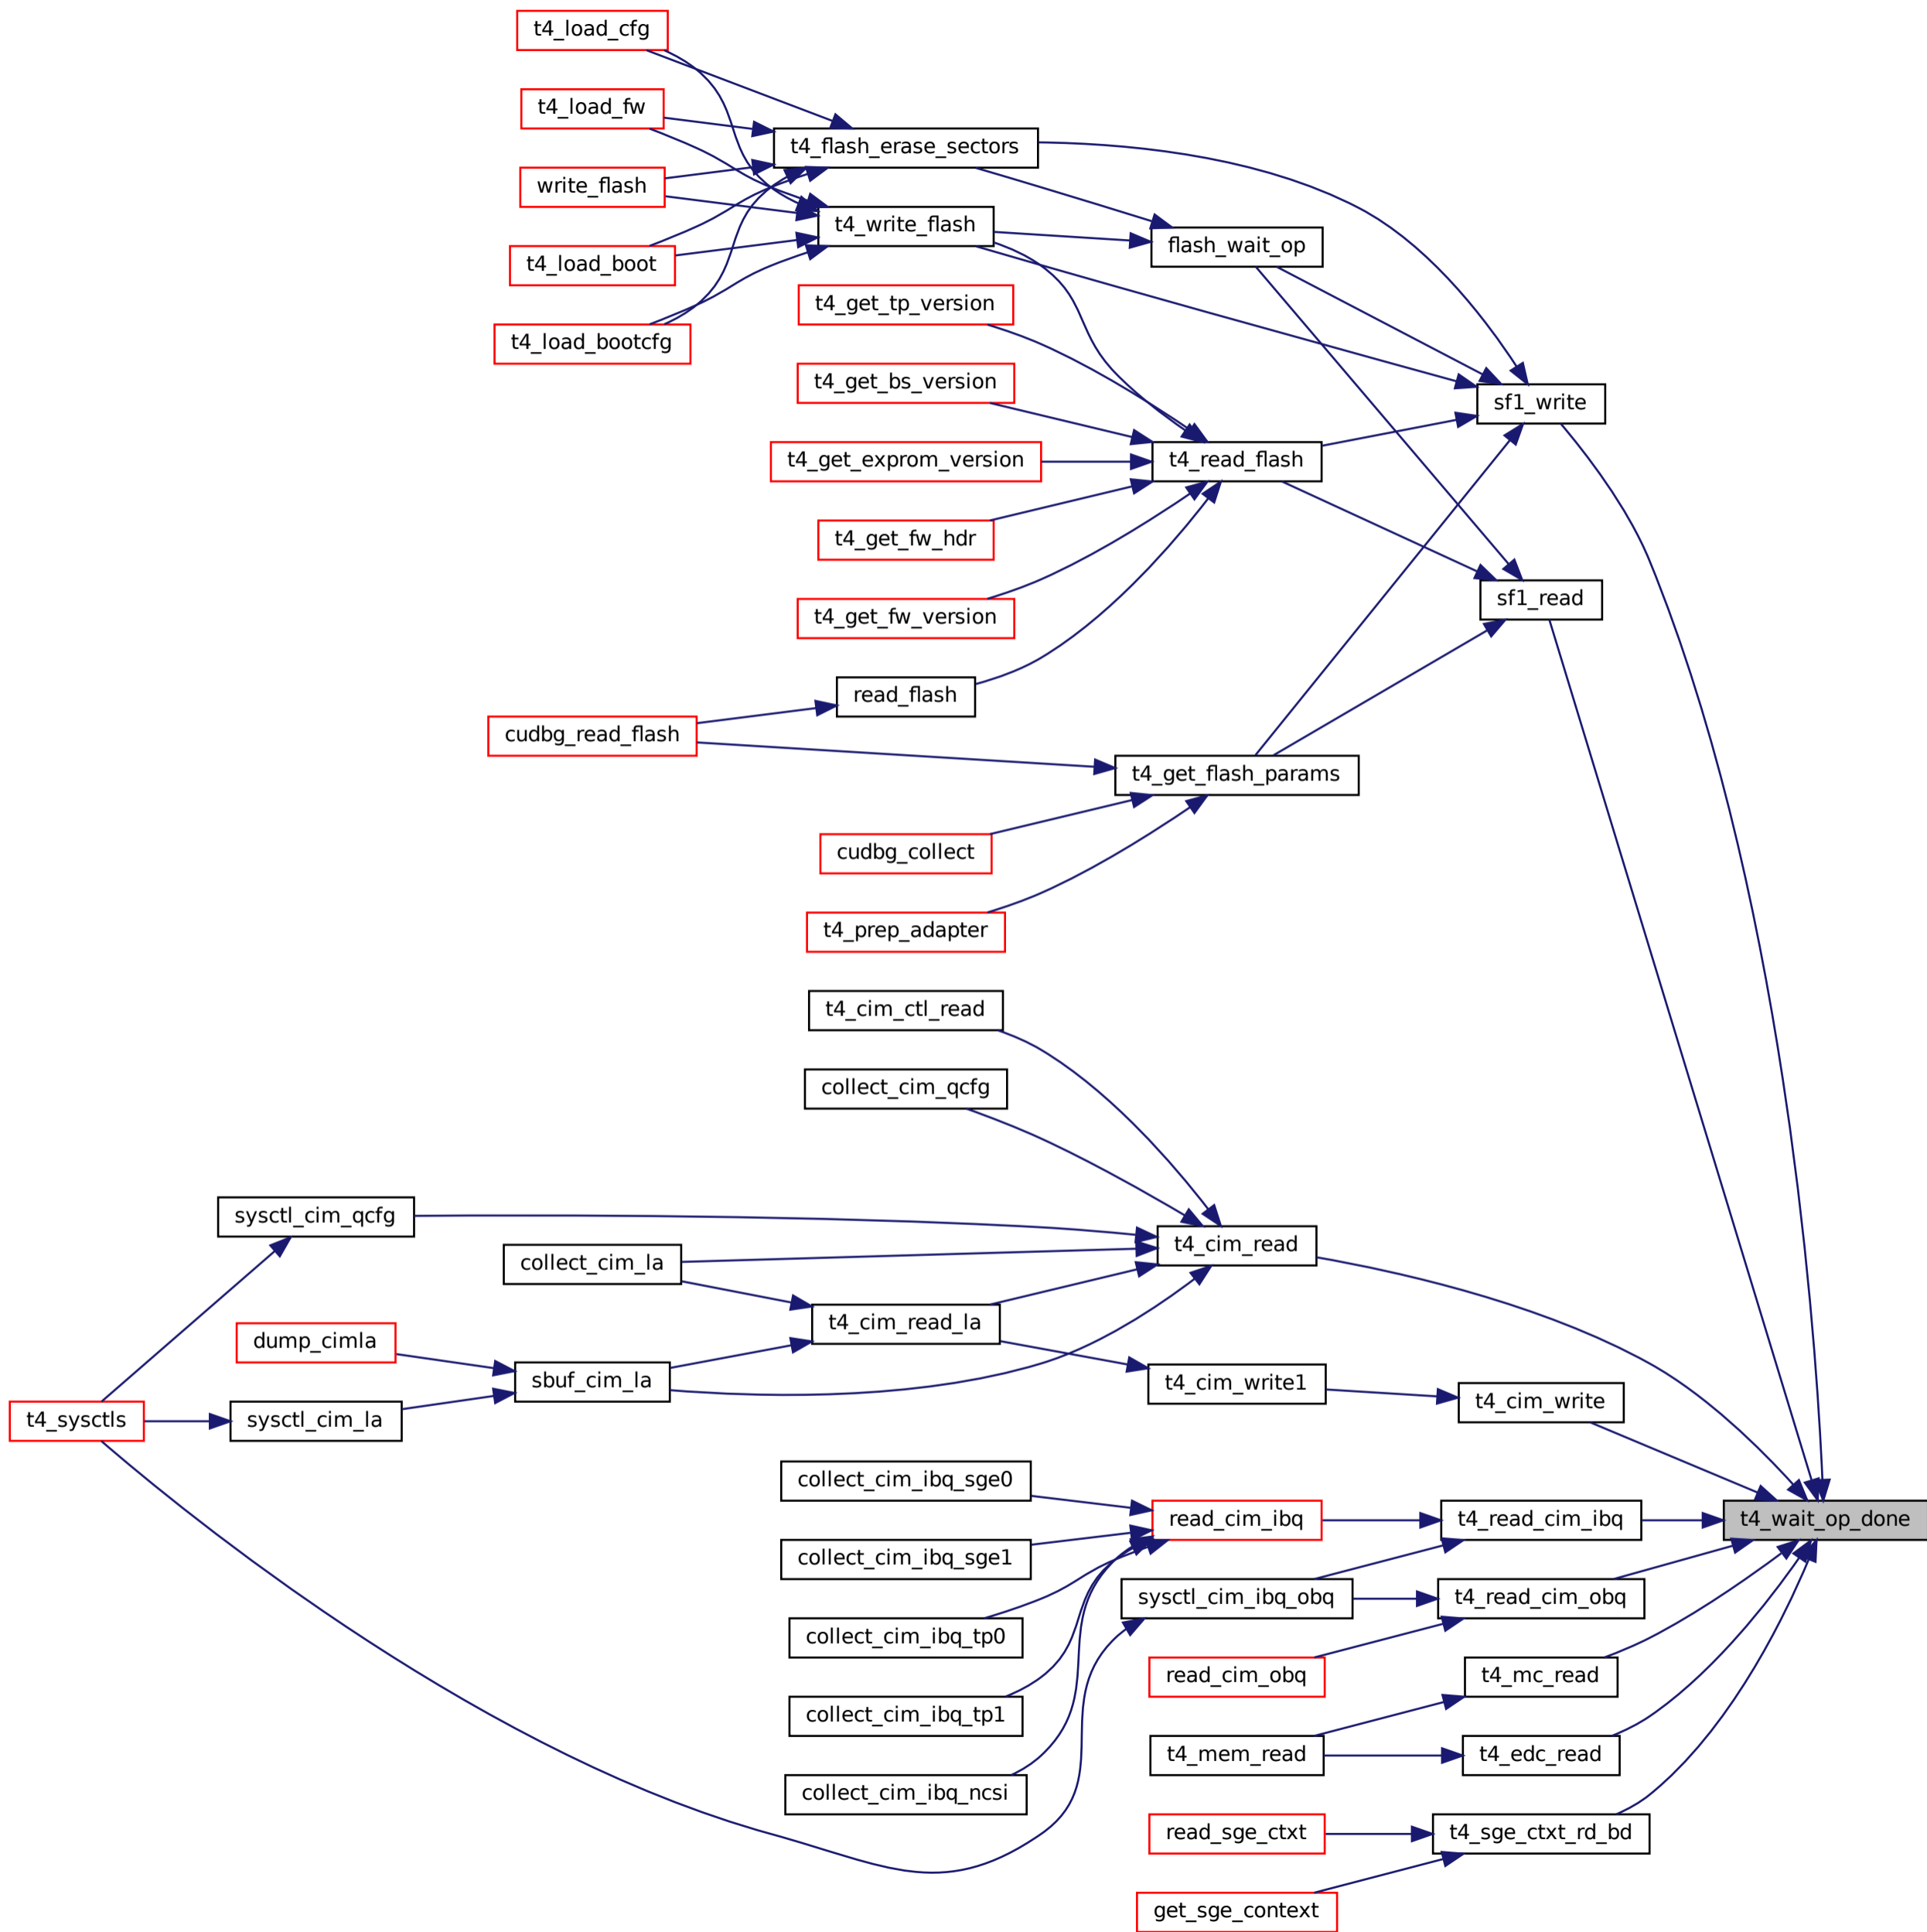 t4_load_cfg
t4_load_fw
t4_flash_erase_sectors
write_flash
t4_write_flash
flash_wait_op
t4_load_boot
t4_get_tp_version
t4_load_bootcfg
t4_get_bs_version
sf1_write
t4_get_exprom_version
t4_read_flash
t4_get_fw_hdr
sf1_read
t4_get_fw_version
read_flash
cudbg_read_flash
t4_get_flash_params
cudbg_collect
t4_prep_adapter
t4_cim_ctl_read
collect_cim_qcfg
sysctl_cim_qcfg
t4_cim_read
collect_cim_la
t4_cim_read_la
dump_cimla
sbuf_cim_la
t4_cim_write1
t4_cim_write
t4_sysctls
sysctl_cim_la
collect_cim_ibq_sge0
read_cim_ibq
t4_read_cim_ibq
t4_wait_op_done
collect_cim_ibq_sge1
sysctl_cim_ibq_obq
t4_read_cim_obq
collect_cim_ibq_tp0
read_cim_obq
t4_mc_read
collect_cim_ibq_tp1
t4_mem_read
t4_edc_read
collect_cim_ibq_ncsi
read_sge_ctxt
t4_sge_ctxt_rd_bd
get_sge_context